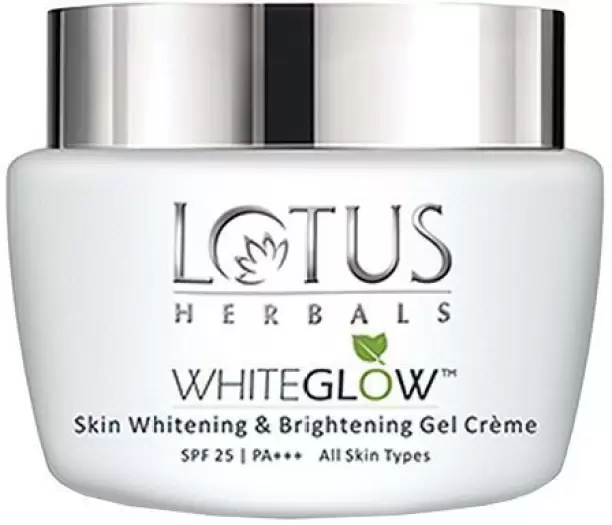 LOTUS
HERBALS
WHITEGLOW™
Skin Whitening & Brightening Gel Crème
SPF 25 | PA+++ All Skin Types